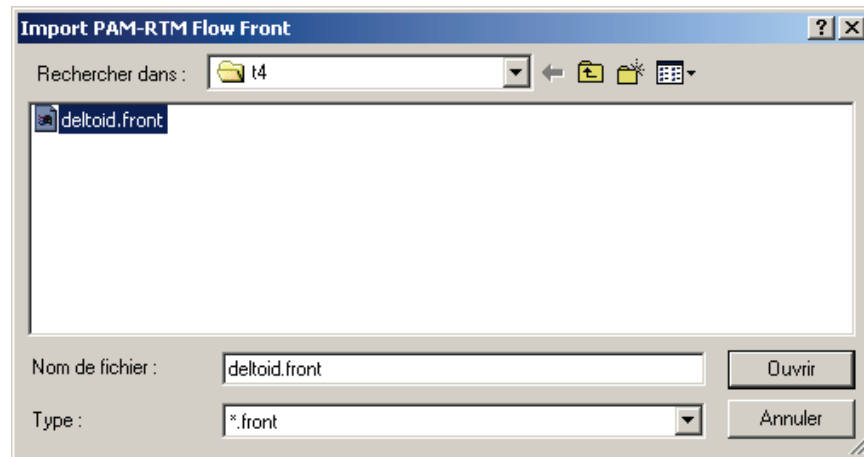 Import PAM-RTM Flow Front
Rechercher dans : t4
deltoid.front
Nom de fichier : deltoid.front Ouvrir
Type : *.front Annuler